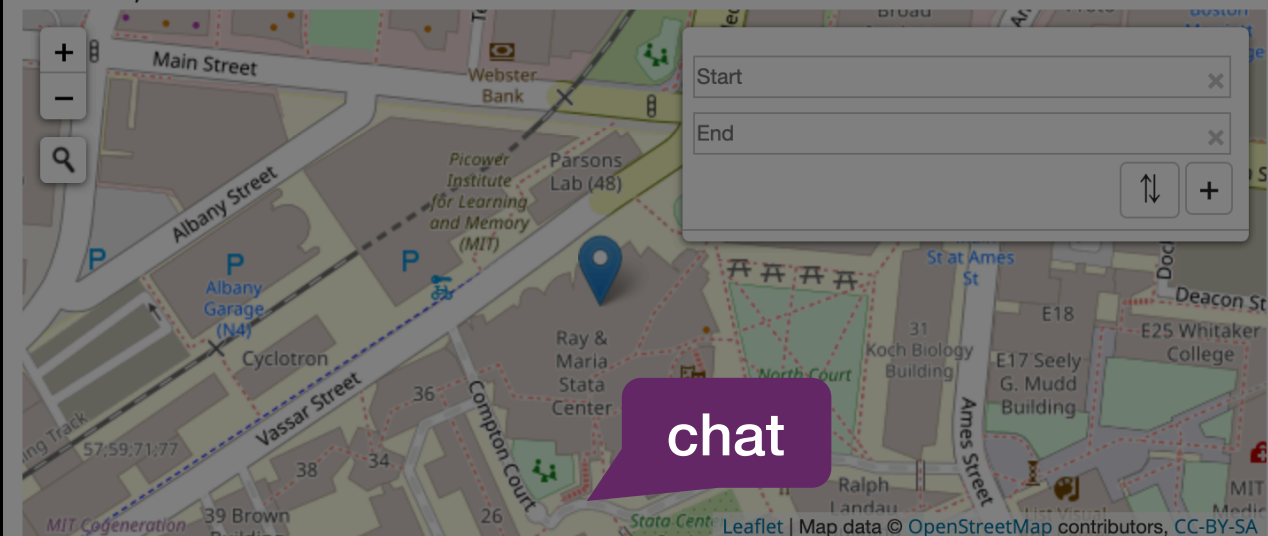 Broad
Boston
Main Street
Webster
Bank
Start
×
End
×
+
−
Picower
Institute
for Learning
and Memory
(MIT)
Parsons
Lab (48)
+
Albany Street
P
P
P
Albany
Garage
(N4)
St at Ames
St
Deacon St
Cyclotron
Ray &
Maria
Stata
Center
31
Koch Biology
Building
E18
E25 Whitaker
College
E17 Seely
G. Mudd
Building
North Court
36
Vassar Street
Compton Court
chat
Ames Street
57;59;71;77
38
34
Ralph
Landau
MIT
39 Brown
26
MIT Cogeneration
Leaflet | Map data © OpenStreetMap contributors, CC-BY-SA